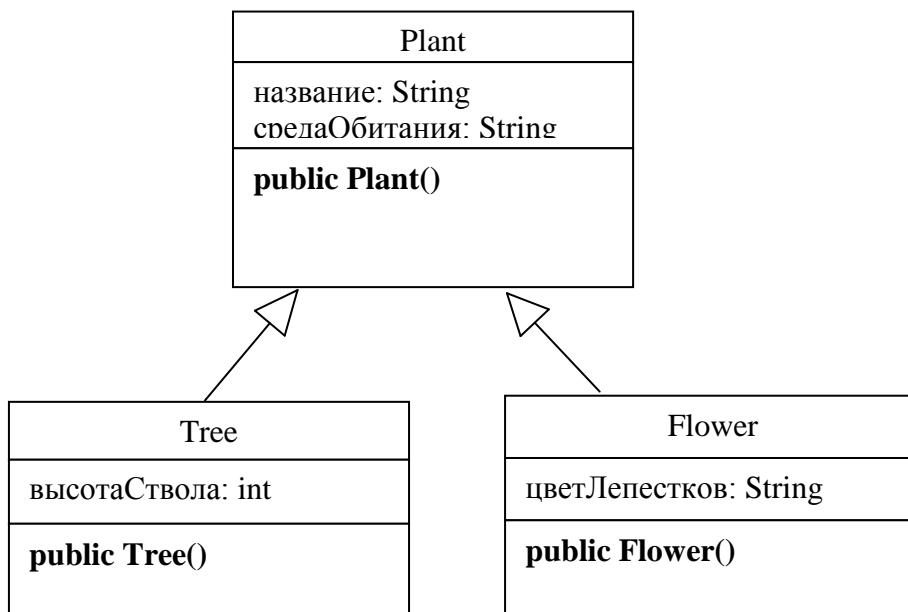 Plant
название: String
средаОбитания: String
public Plant()
Tree
высотаСтвола: int
public Tree()
Flower
цветЛепестков: String
public Flower()